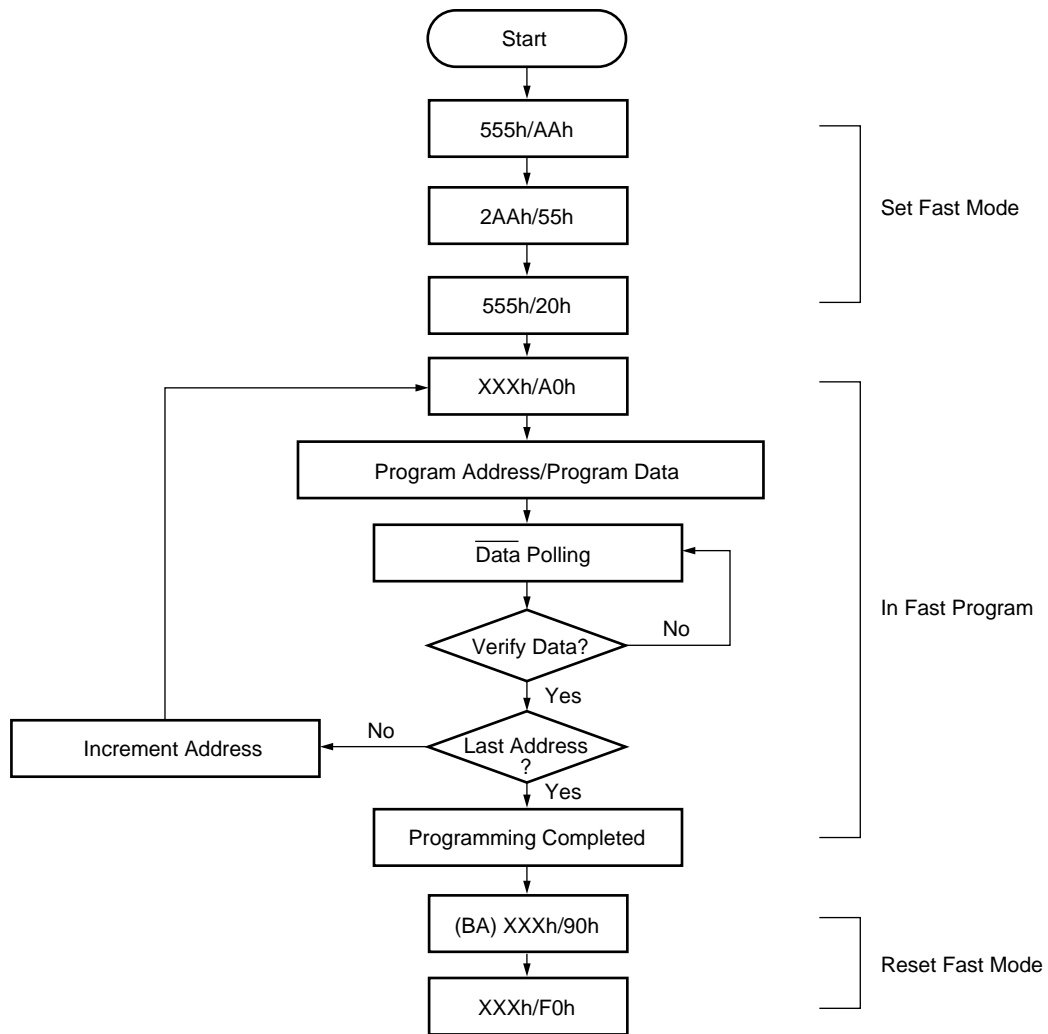 Start
555h/AAh
2AAh/55h
Set Fast Mode
555h/20h
XXXh/A0h
Program Address/Program Data
Data Polling
In Fast Program
Verify Data?
No
Yes
Increment Address
No
Last Address
?
Yes
Programming Completed
(BA) XXXh/90h
Reset Fast Mode
XXXh/F0h